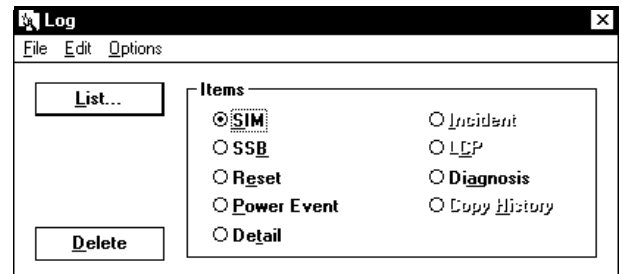 Log
File Edit Options
List...
Items
SIM
Incident
SSB
LCP
Reset
Diagnosis
Power Event
Copy History
Detail
Delete